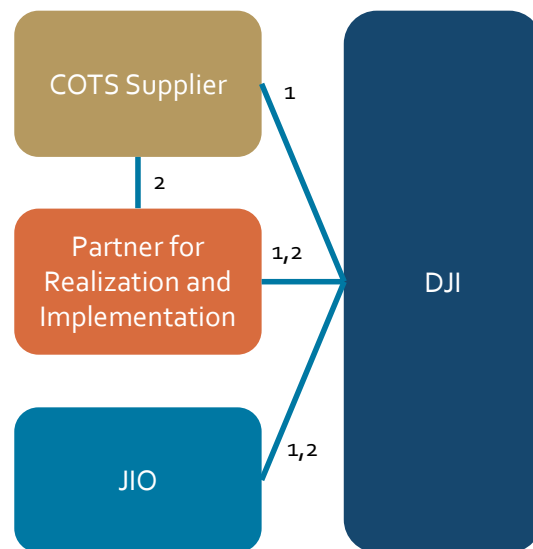 COTS Supplier
1
2
Partner for
Realization and
Implementation
1,2
DJI
JIO
1,2